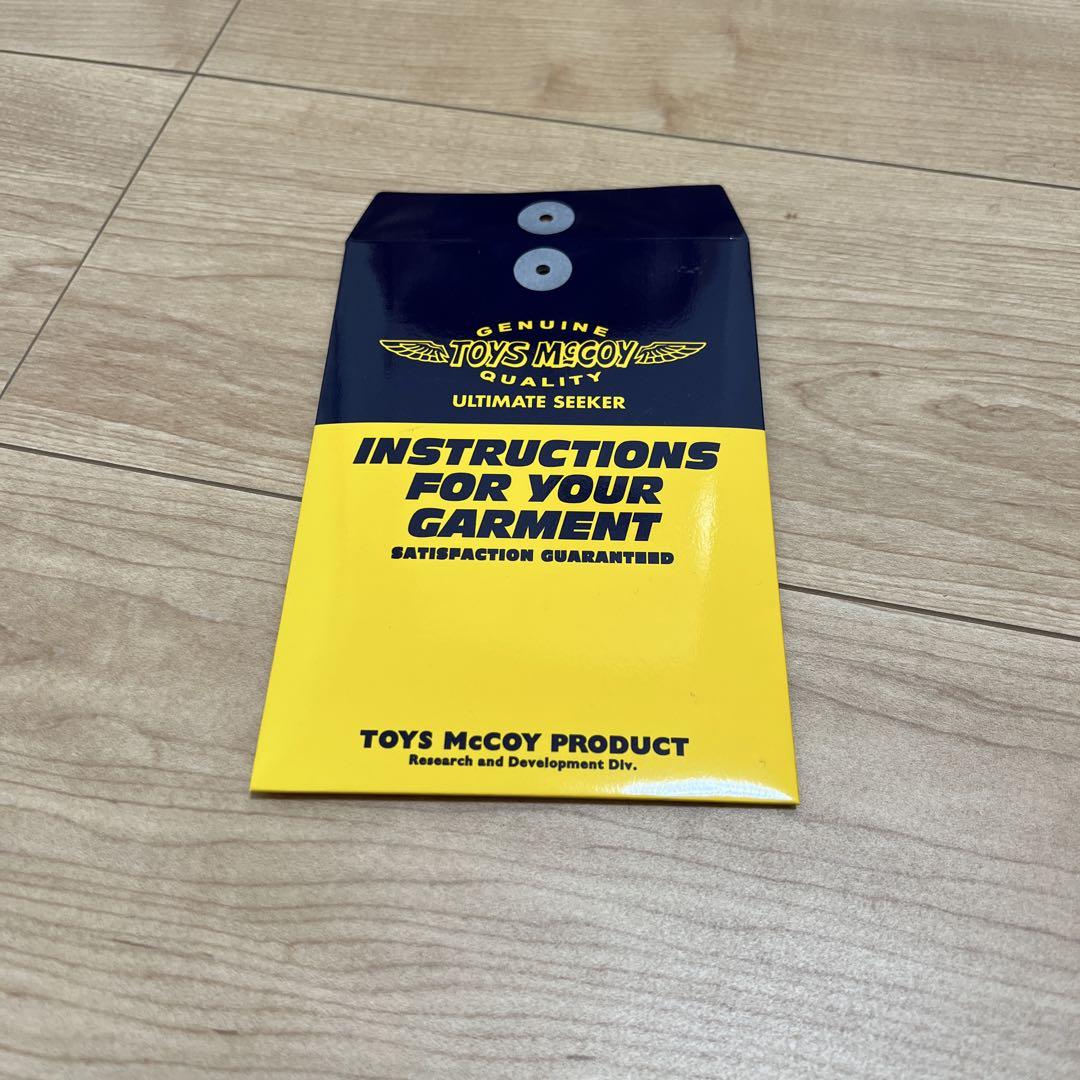 GENUINE
TOYS McCOY
QUALITY
ULTIMATE SEEKER
INSTRUCTIONS
FOR YOUR
GARMENT
SATISFACTION GUARANTEED
TOYS McCOY PRODUCT
Research and Development Div.